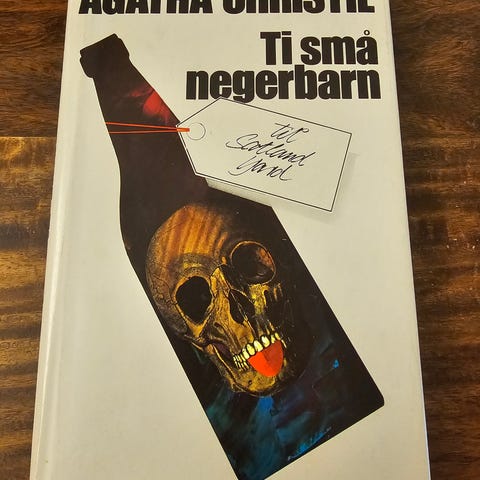 AGATHA CHRISTIE
Ti små
negerbarn
til
Scotland
Yard